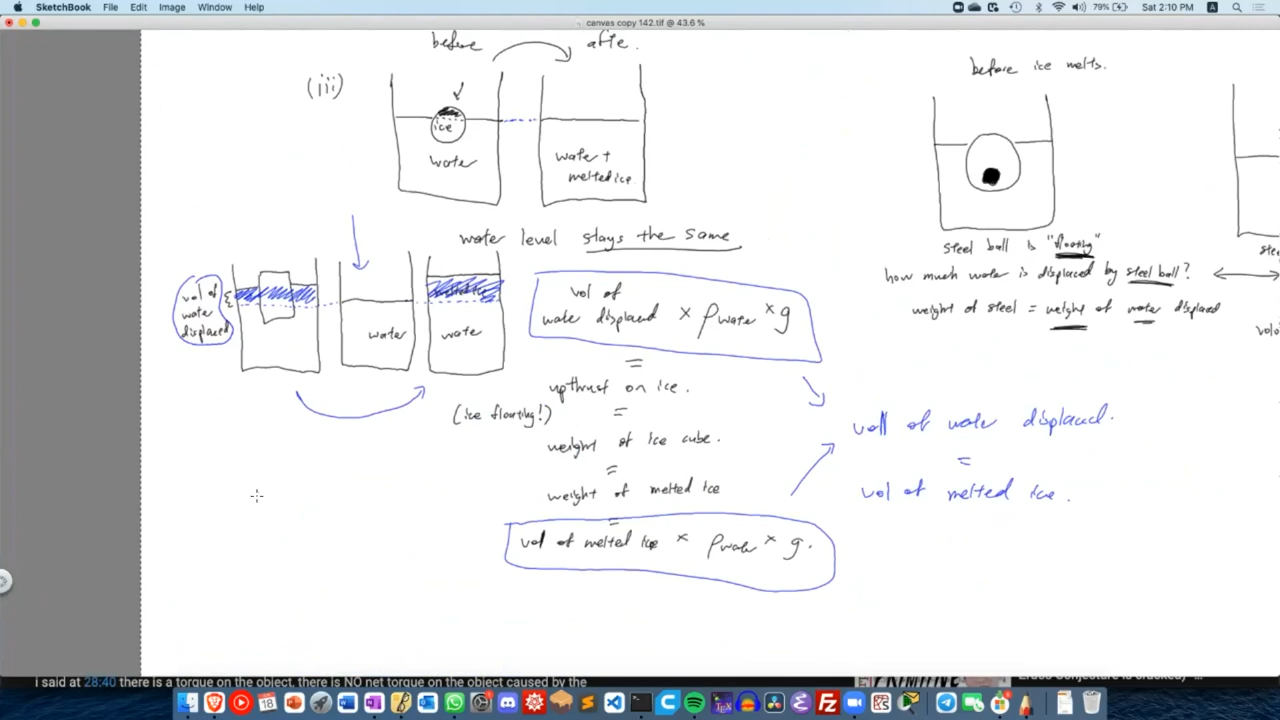 SketchBook File Edit Image Window Help
79% Sat 2:10 PM
canvas copy 142.tif @ 43.6 %
before afte.
(iii)
ice
water
water +
melted ice
water level stays the same
vol of
water
displaced
water
water
vol of
water displaced × ρwater × g
=
upthrust on ice.
(ice floating!)
=
weight of ice cube.
=
weight of melted ice
=
vol of melted ice × ρwater × g.
voll of wate displaced.
=
vol of melted ice.
before ice melts.
steel ball is "floating"
how much water is displaced by steel ball?
weight of steel = weight of water displaced
I said at 28:40 there is a torque on the object, there is NO net torque on the object caused by the